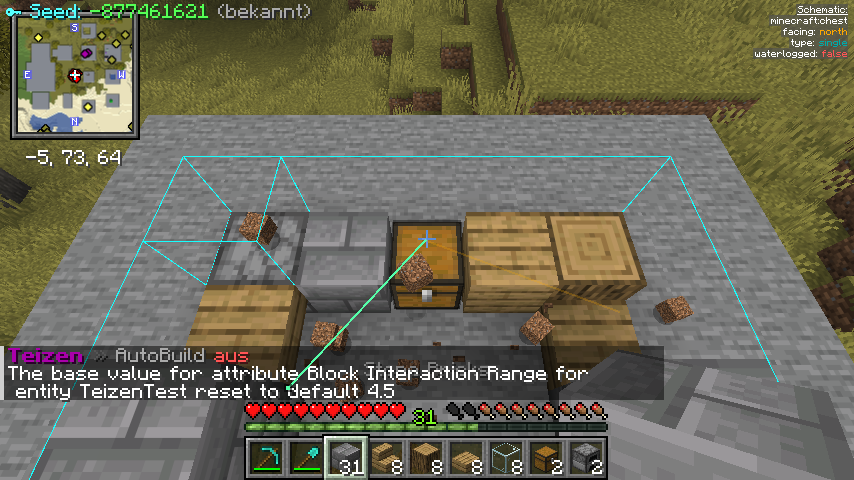 Seed: -877461621 (bekannt)
Schematic:
minecraft:chest
facing: north
type: single
waterlogged: false
S
E
W
N
-5, 73, 64
Teizen » AutoBuild aus
The base value for attribute Block Interaction Range for
entity TeizenTest reset to default 4.5
31
31
8
8
8
8
2
2